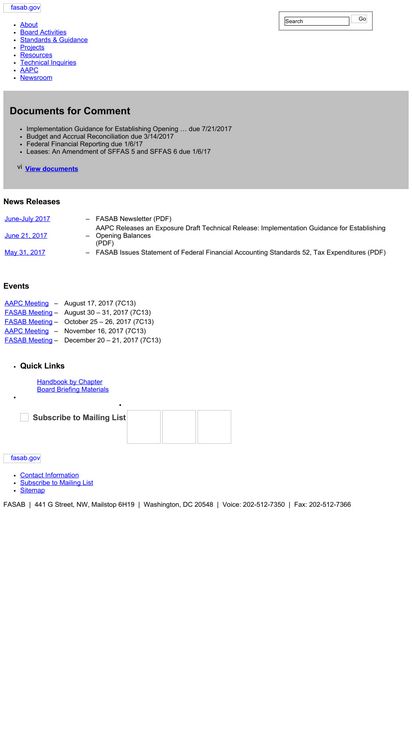 fasab.gov
Search
Go
About
Board Activities
Standards & Guidance
Projects
Resources
Technical Inquiries
AAPC
Newsroom
Documents for Comment
Implementation Guidance for Establishing Opening … due 7/21/2017
Budget and Accrual Reconciliation due 3/14/2017
Federal Financial Reporting due 1/6/17
Leases: An Amendment of SFFAS 5 and SFFAS 6 due 1/6/17
vi View documents
News Releases
June-July 2017 – FASAB Newsletter (PDF)
AAPC Releases an Exposure Draft Technical Release: Implementation Guidance for Establishing
June 21, 2017 – Opening Balances
(PDF)
May 31, 2017 – FASAB Issues Statement of Federal Financial Accounting Standards 52, Tax Expenditures (PDF)
Events
AAPC Meeting – August 17, 2017 (7C13)
FASAB Meeting – August 30 – 31, 2017 (7C13)
FASAB Meeting – October 25 – 26, 2017 (7C13)
AAPC Meeting – November 16, 2017 (7C13)
FASAB Meeting – December 20 – 21, 2017 (7C13)
Quick Links
Handbook by Chapter
Board Briefing Materials
Subscribe to Mailing List
fasab.gov
Contact Information
Subscribe to Mailing List
Sitemap
FASAB | 441 G Street, NW, Mailstop 6H19 | Washington, DC 20548 | Voice: 202-512-7350 | Fax: 202-512-7366